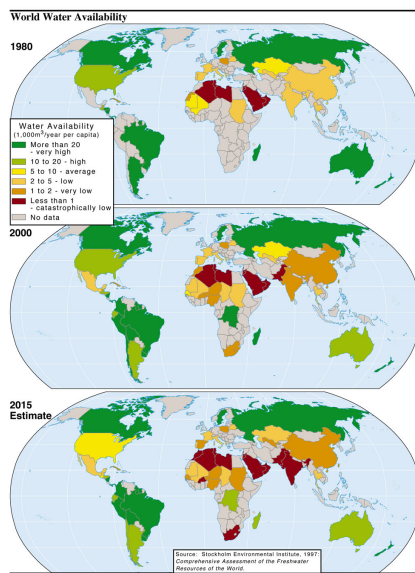 World Water Availability
1980
Water Availability
(1,000m³/year per capita)
More than 20
- very high
10 to 20 - high
5 to 10 - average
2 to 5 - low
1 to 2 - very low
Less than 1
- catastrophically low
No data
2000
2015
Estimate
Source: Stockholm Environmental Institute, 1997:
Comprehensive Assessment of the Freshwater
Resources of the World.